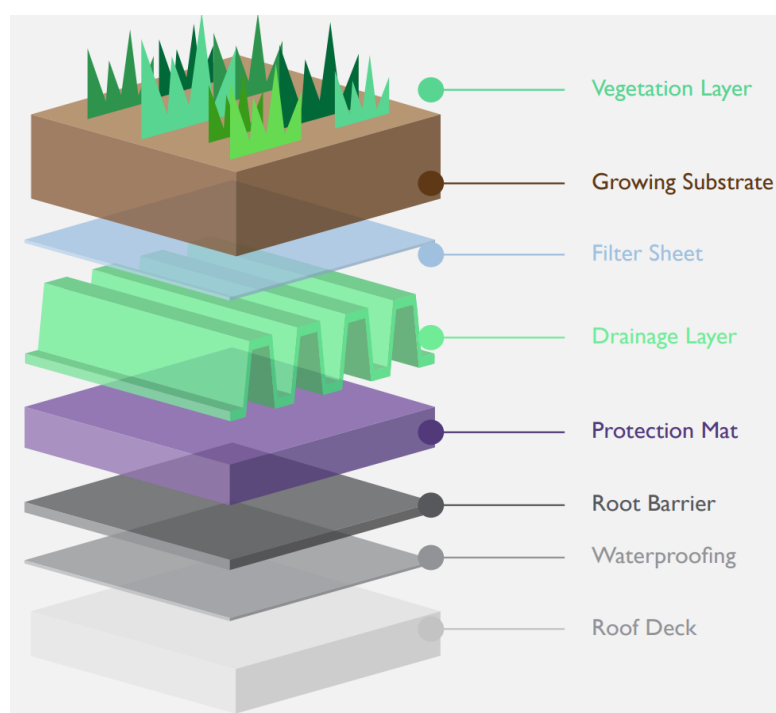 Vegetation Layer
Growing Substrate
Filter Sheet
Drainage Layer
Protection Mat
Root Barrier
Waterproofing
Roof Deck